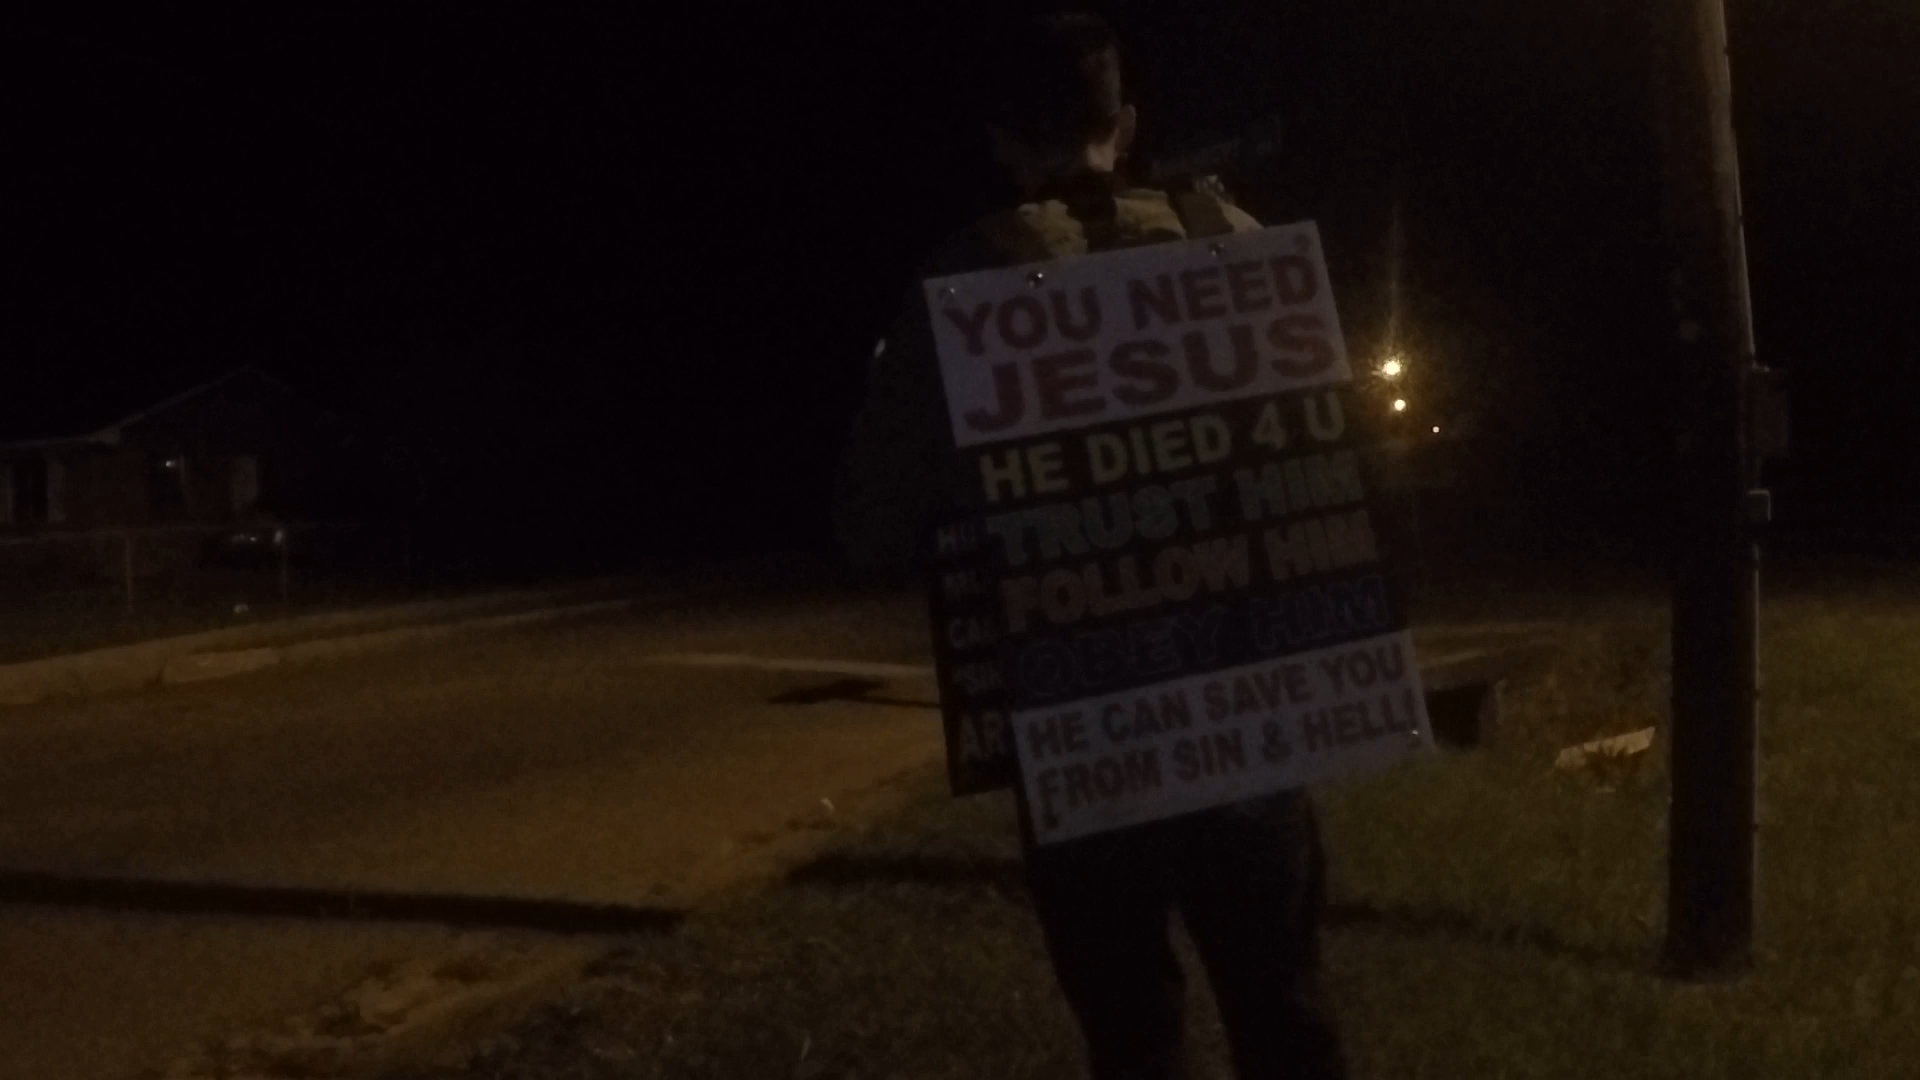 YOU NEED
JESUS
HE DIED 4 U
TRUST HIM
FOLLOW HIM
OBEY HIM
HE CAN SAVE YOU
FROM SIN & HELL!